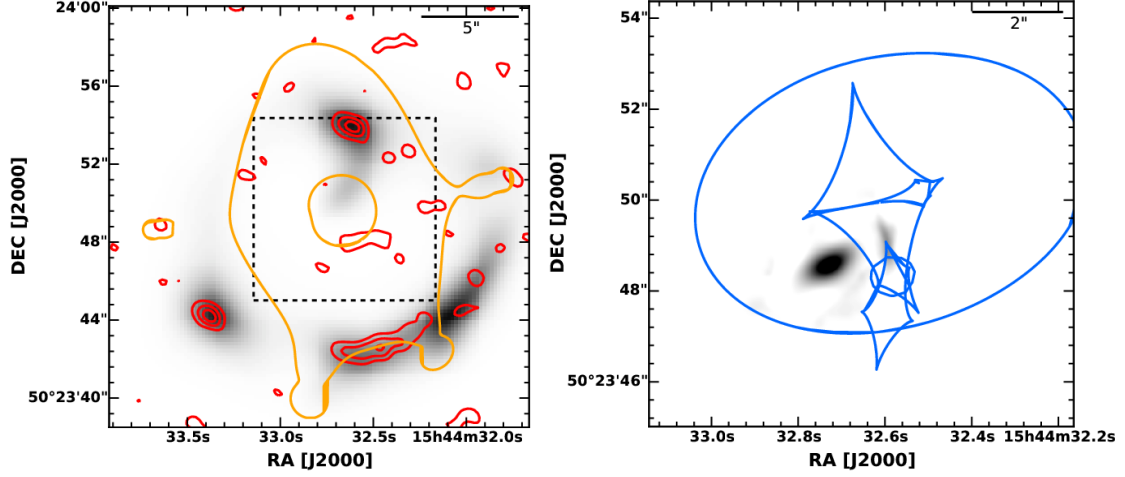 24'00"
5"
56"
52"
48"
44"
50°23'40"
33.5s 33.0s 32.5s 15h44m32.0s
DEC [J2000]
RA [J2000]
54"
2"
52"
50"
48"
50°23'46"
33.0s 32.8s 32.6s 32.4s 15h44m32.2s
DEC [J2000]
RA [J2000]